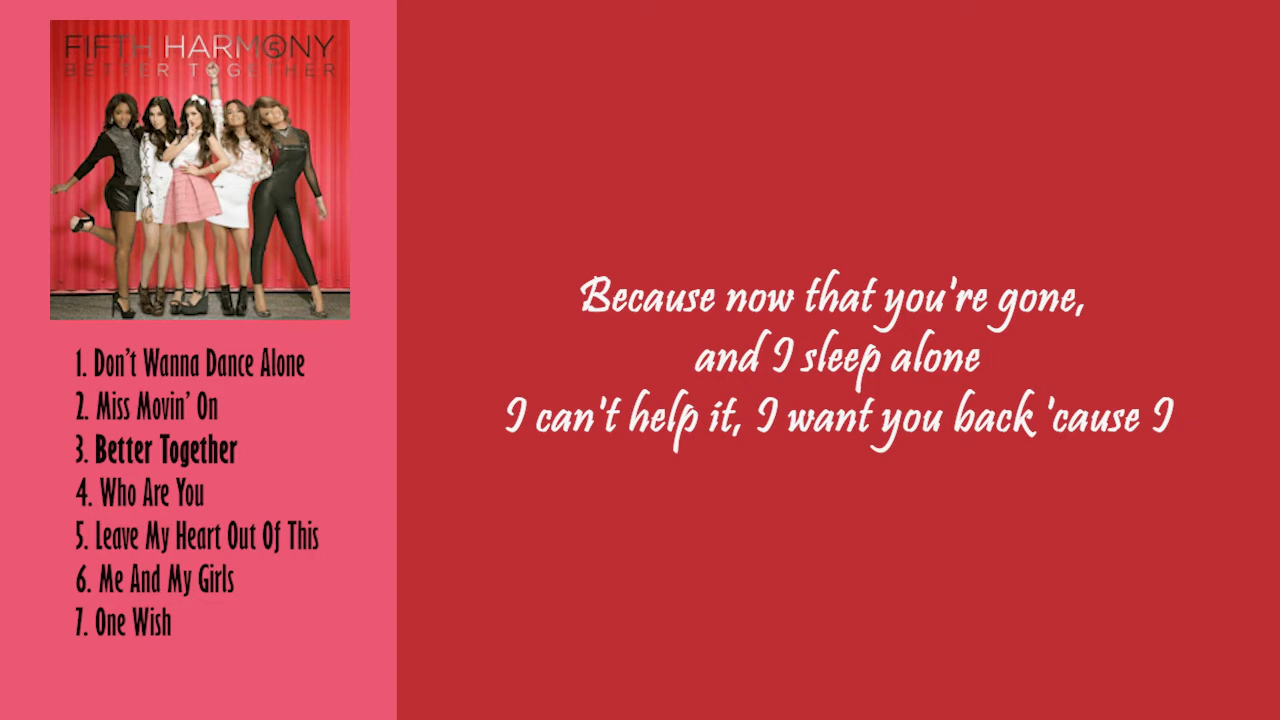 FIFTH HARMONY
BETTER TOGETHER
1. Don't Wanna Dance Alone
2. Miss Movin' On
3. Better Together
4. Who Are You
5. Leave My Heart Out Of This
6. Me And My Girls
7. One Wish
Because now that you're gone,
and I sleep alone
I can't help it, I want you back 'cause I